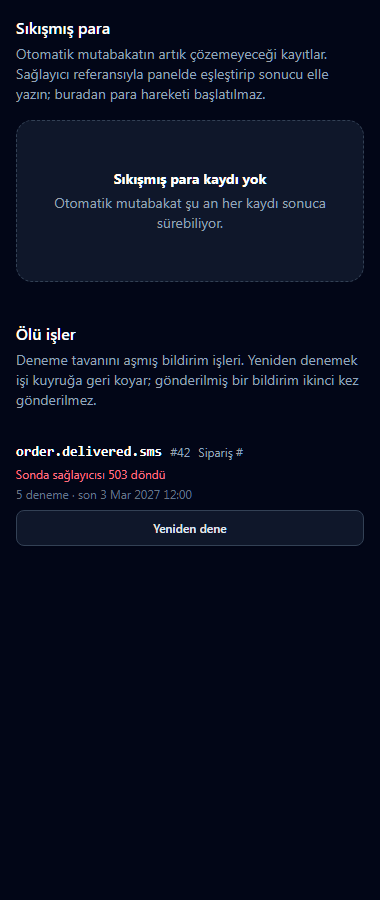 Sıkışmış para
Otomatik mutabakatın artık çözemeyeceği kayıtlar.
Sağlayıcı referansıyla panelde eşleştirip sonucu elle
yazın; buradan para hareketi başlatılmaz.
Sıkışmış para kaydı yok
Otomatik mutabakat şu an her kaydı sonuca
sürebiliyor.
Ölü işler
Deneme tavanını aşmış bildirim işleri. Yeniden denemek
işi kuyruğa geri koyar; gönderilmiş bir bildirim ikinci kez
gönderilmez.
order.delivered.sms #42 Sipariş #
Sonda sağlayıcısı 503 döndü
5 deneme · son 3 Mar 2027 12:00
Yeniden dene